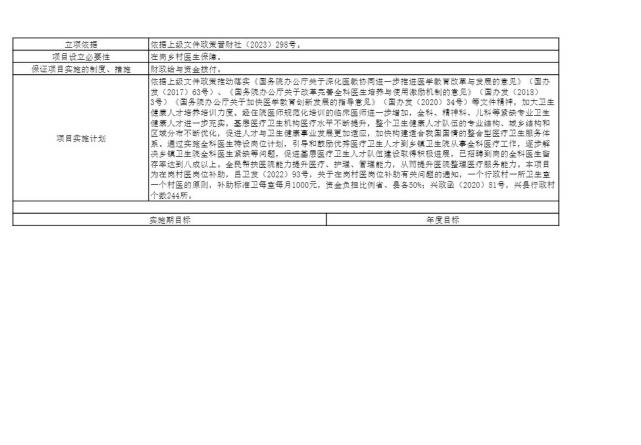 立项依据 依据上级文件政策晋财社（2023）298号。
项目设立必要性 在岗乡村医生保障。
保证项目实施的制度、措施 财政给与资金拨付。
项目实施计划
依据上级文件政策推动落实《国务院办公厅关于深化医教协同进一步推进医学教育改革与发展的意见》（国办
发（2017）63号）、《国务院办公厅关于改革完善全科医生培养与使用激励机制的意见》（国办发（2018）
3号）《国务院办公厅关于加快医学教育创新发展的指导意见》（国办发（2020）34号）等文件精神，加大卫生
健康人才培养培训力度，经住院医师规范化培训的临床医师进一步增加，全科、精神科、儿科等紧缺专业卫生
健康人才进一步充实，基层医疗卫生机构医疗水平不断提升，整个卫生健康人才队伍的专业结构、城乡结构和
区域分布不断优化，促进人才与卫生健康事业发展更加适应，加快构建适合我国国情的整合型医疗卫生服务体
系。通过实施全科医生特设岗位计划，引导和鼓励优秀医疗卫生人才到乡镇卫生院从事全科医疗工作，逐步解
决乡镇卫生院全科医生紧缺等问题，促进基层医疗卫生人才队伍建设取得积极进展，已招聘到岗的全科医生留
存率达到八成以上。全民帮扶医院能力提升医疗、护理、管理能力，从而提升医院整理医疗服务能力。本项目
为在岗村医岗位补助，吕卫发（2022）93号，关于在岗村医岗位补助有关问题的通知，一个行政村一所卫生室
一个村医的原则，补助标准卫每室每月1000元，资金负担比例省、县各50%；兴政函（2020）81号，兴县行政村
个数244所。
实施期目标 年度目标